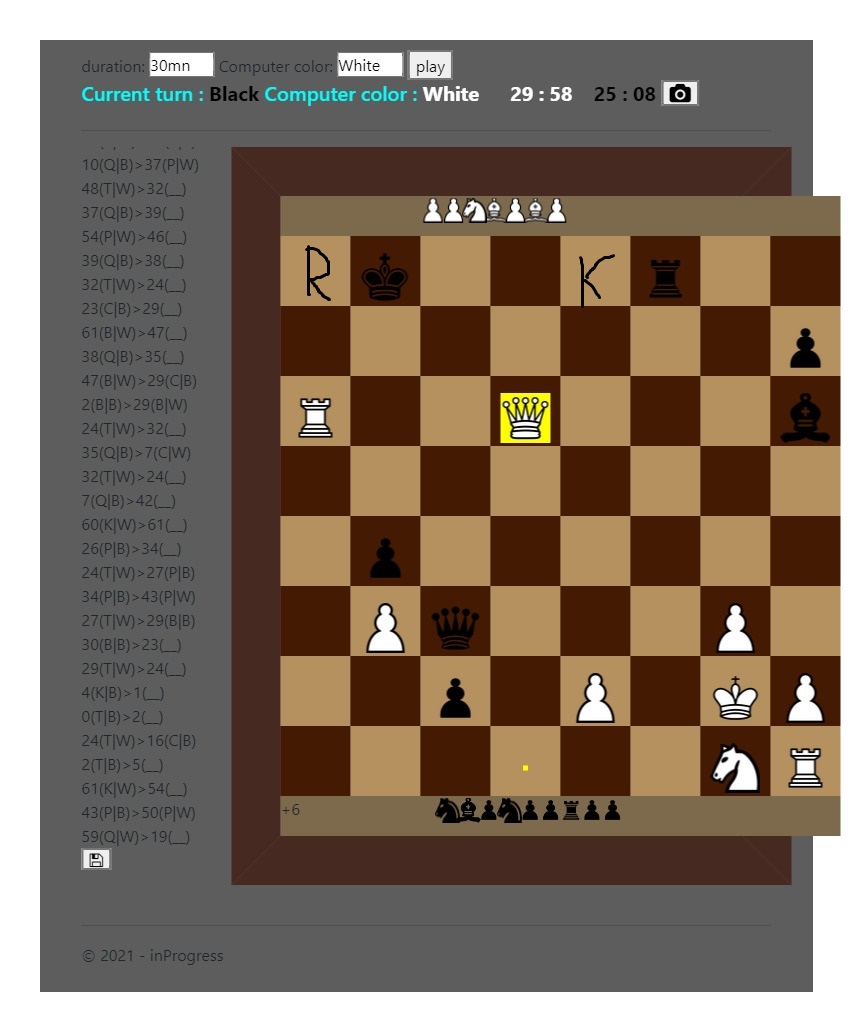 duration: 30mn Computer color: White play
Current turn : Black Computer color : White 29 : 58 25 : 08
10(Q|B)>37(P|W)
48(T|W)>32(__)
37(Q|B)>39(__)
54(P|W)>46(__)
39(Q|B)>38(__)
32(T|W)>24(__)
23(C|B)>29(__)
61(B|W)>47(__)
38(Q|B)>35(__)
47(B|W)>29(C|B)
2(B|B)>29(B|W)
24(T|W)>32(__)
35(Q|B)>7(C|W)
32(T|W)>24(__)
7(Q|B)>42(__)
60(K|W)>61(__)
26(P|B)>34(__)
24(T|W)>27(P|B)
34(P|B)>43(P|W)
27(T|W)>29(B|B)
30(B|B)>23(__)
29(T|W)>24(__)
4(K|B)>1(__)
0(T|B)>2(__)
24(T|W)>16(C|B)
2(T|B)>5(__)
61(K|W)>54(__)
43(P|B)>50(P|W)
59(Q|W)>19(__)
R K
+6
© 2021 - inProgress